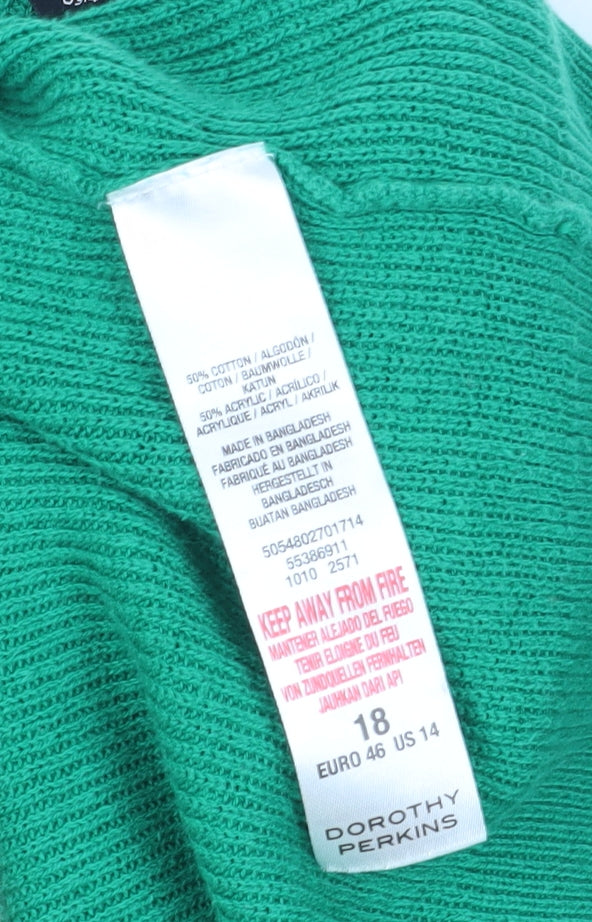 50% COTTON / ALGODÓN /
COTON / BAUMWOLLE /
KATUN
50% ACRYLIC / ACRÍLICO /
ACRYLIQUE / ACRYL / AKRILIK
MADE IN BANGLADESH
FABRICADO EN BANGLADESH
FABRIQUÉ AU BANGLADESH
HERGESTELLT IN
BANGLADESCH
BUATAN BANGLADESH
5054802701714
55386911
1010 2571
KEEP AWAY FROM FIRE
MANTENER ALEJADO DEL FUEGO
TENIR ELOIGNE DU FEU
VON ZUNDQUELLEN FERNHALTEN
JAUHKAN DARI API
18
EURO 46 US 14
DOROTHY
PERKINS